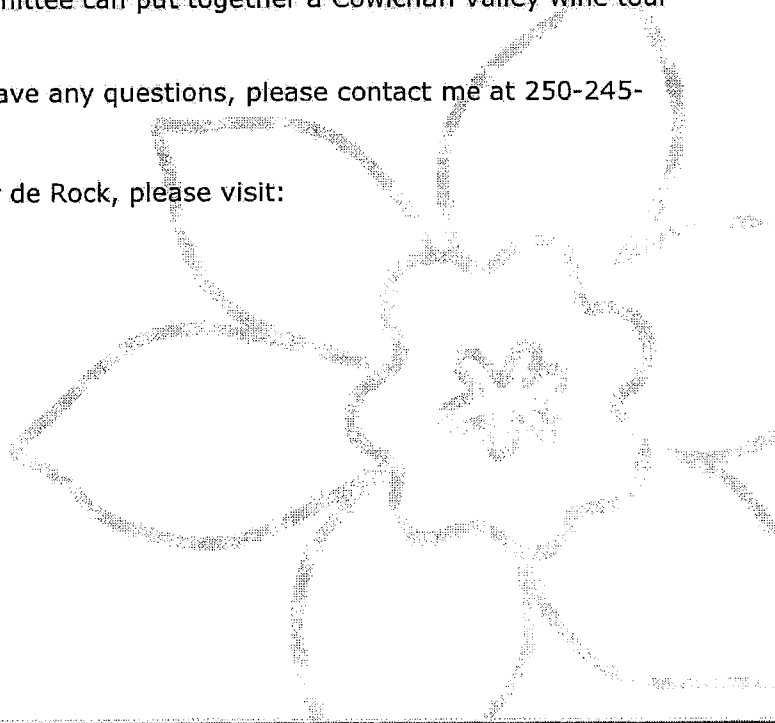 mittee can put together a Cowichan Valley wine tour
ave any questions, please contact me at 250-245-
de Rock, please visit: